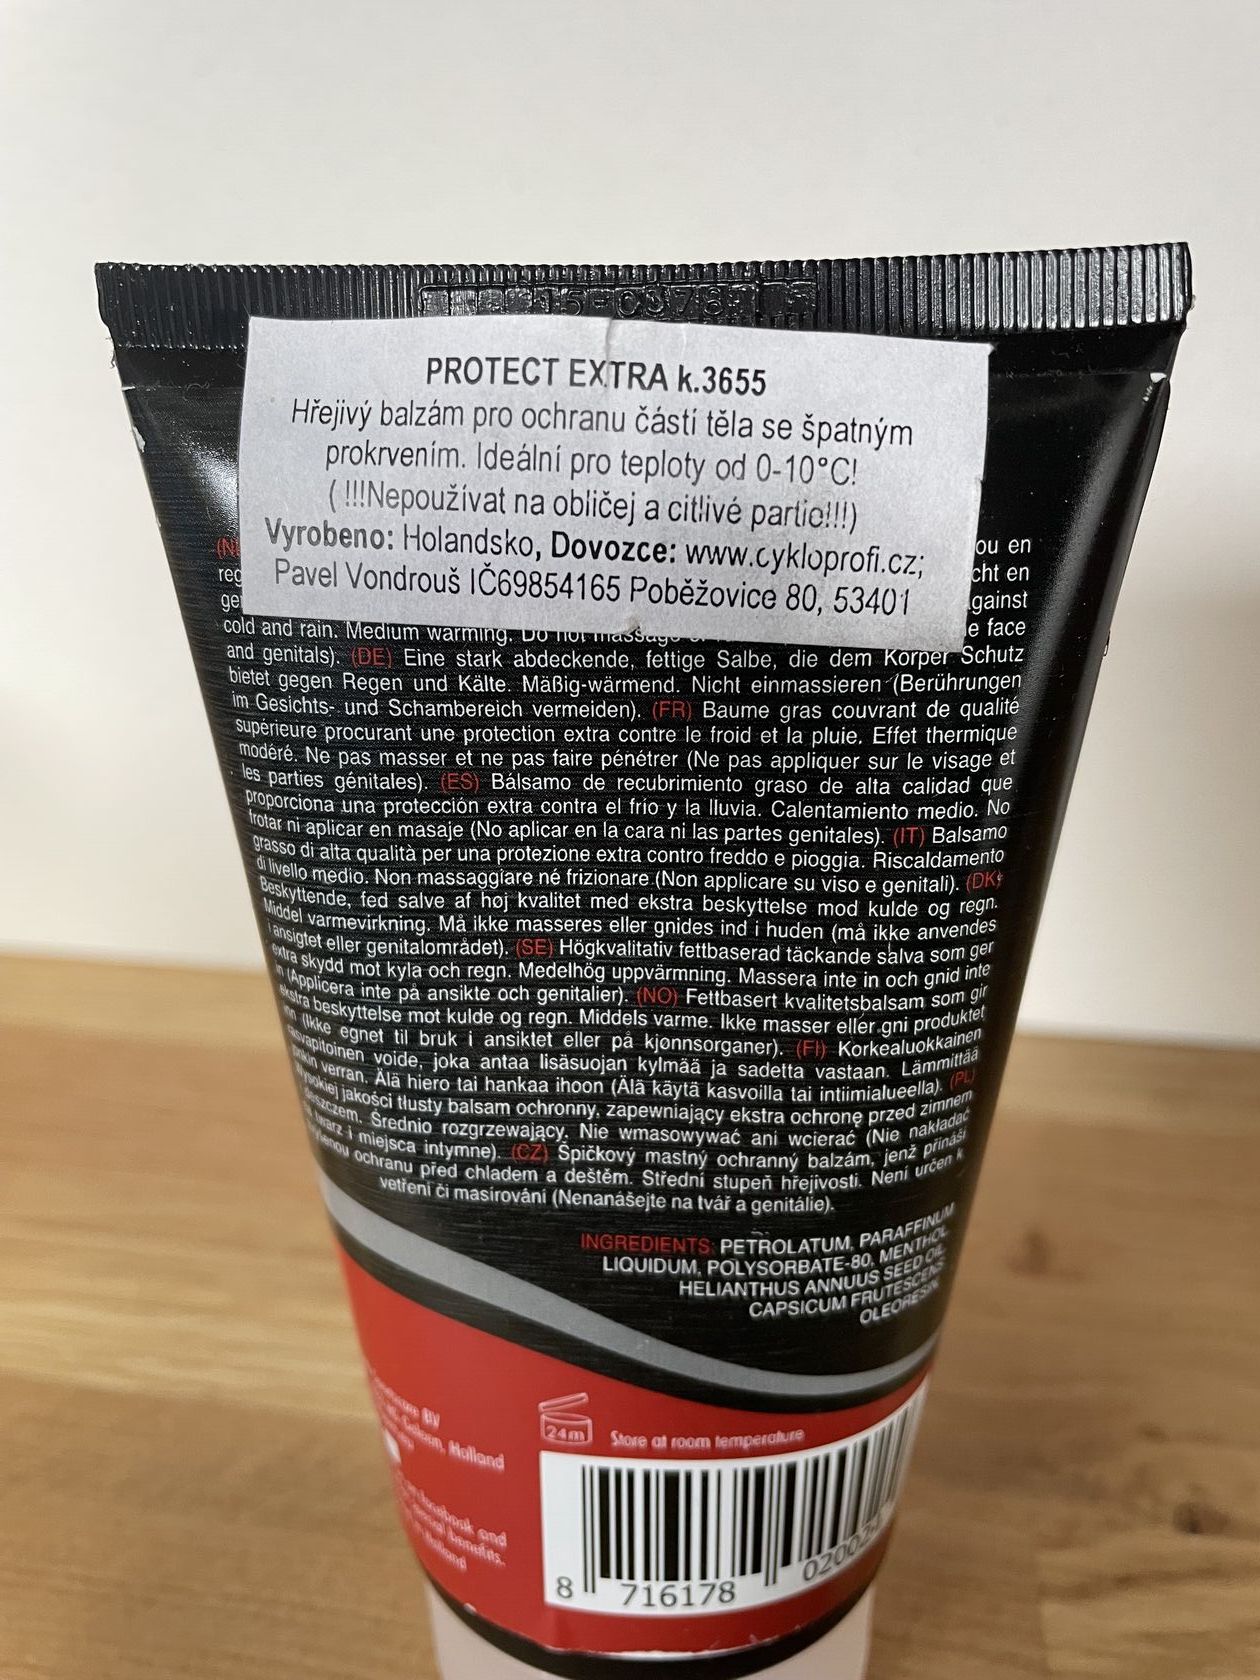 PROTECT EXTRA k.3655
Hřejivý balzám pro ochranu částí těla se špatným
prokrvením. Ideální pro teploty od 0-10°C!
( !!!Nepoužívat na obličej a citlivé partie!!!)
Vyrobeno: Holandsko, Dovozce: www.cykloprofi.cz;
Pavel Vondrouš IČ69854165 Poběžovice 80, 53401
ou en
cht en
gainst
cold and rain. Medium warming. Do not massage e face
and genitals). (DE) Eine stark abdeckende, fettige Salbe, die dem Körper Schutz
bietet gegen Regen und Kälte. Mäßig-wärmend. Nicht einmassieren (Berührungen
im Gesichts- und Schambereich vermeiden). (FR) Baume gras couvrant de qualité
supérieure procurant une protection extra contre le froid et la pluie. Effet thermique
modéré. Ne pas masser et ne pas faire pénétrer (Ne pas appliquer sur le visage et
les parties génitales). (ES) Bálsamo de recubrimiento graso de alta calidad que
proporciona una protección extra contra el frío y la lluvia. Calentamiento medio. No
frotar ni aplicar en masaje (No aplicar en la cara ni las partes genitales). (IT) Balsamo
grasso di alta qualità per una protezione extra contro freddo e pioggia. Riscaldamento
di livello medio. Non massaggiare né frizionare (Non applicare su viso e genitali). (DK)
Beskyttende, fed salve af høj kvalitet med ekstra beskyttelse mod kulde og regn.
Middel varmevirkning. Må ikke masseres eller gnides ind i huden (må ikke anvendes
i ansigtet eller genitalområdet). (SE) Högkvalitativ fettbaserad täckande salva som ger
extra skydd mot kyla och regn. Medelhög uppvärmning. Massera inte in och gnid inte
in (Applicera inte på ansikte och genitalier). (NO) Fettbasert kvalitetsbalsam som gir
ekstra beskyttelse mot kulde og regn. Middels varme. Ikke masser eller gni produktet
inn (Ikke egnet til bruk i ansiktet eller på kjønnsorganer). (FI) Korkealuokkainen
voide, joka antaa lisäsuojan kylmää ja sadetta vastaan. Lämmittää
verran. Älä hiero tai hankaa ihoon (Älä käytä kasvoilla tai intiimialueella). (PL)
wysokiej jakości tłusty balsam ochronny, zapewniający ekstra ochronę przed zimnem
deszczem. Średnio rozgrzewający. Nie wmasowywać ani wcierać (Nie nakładać
twarz i miejsca intymne). (CZ) Špičkový mastný ochranný balzám, jenž přináší
ochranu před chladem a deštěm. Střední stupeň hřejivosti. Není určen k
vetření či masírování (Nenanášejte na tvář a genitálie).
INGREDIENTS: PETROLATUM, PARAFFINUM
LIQUIDUM, POLYSORBATE-80, MENTHOL,
HELIANTHUS ANNUUS SEED OIL,
CAPSICUM FRUTESCENS
OLEORESIN
BV
Geleen, Holland
facebook and
benefits.
24m
Store at room temperature
8 716178